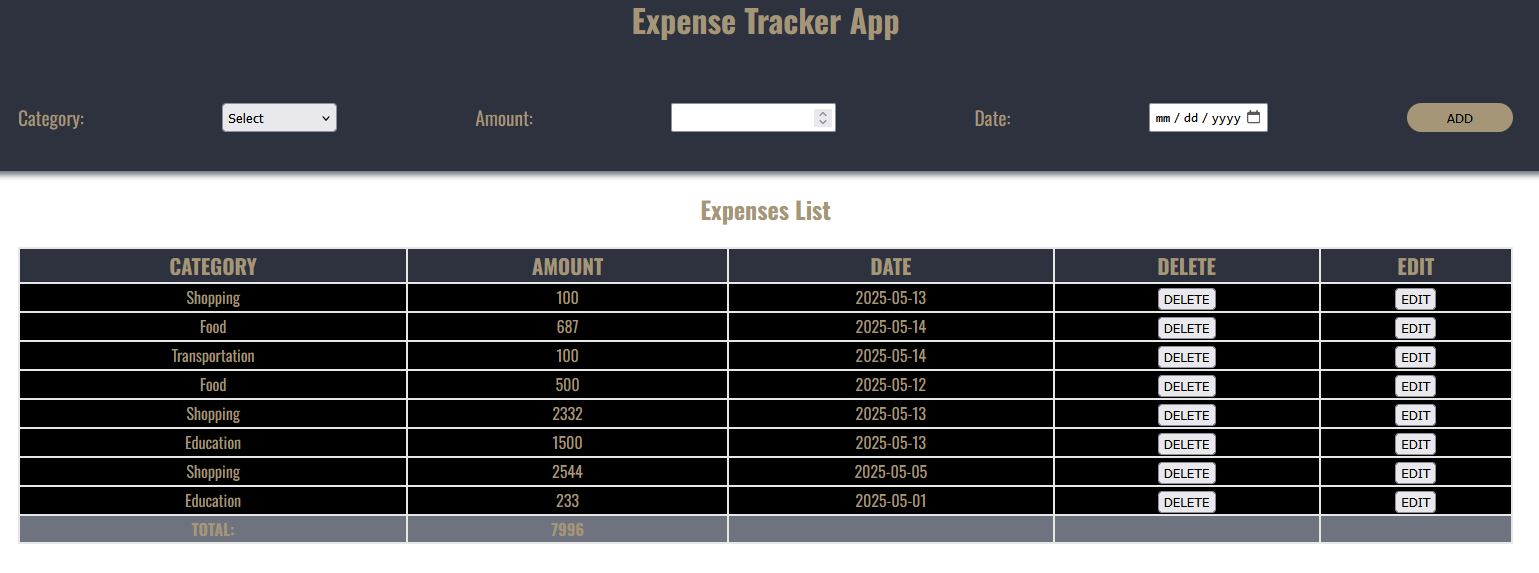 Expense Tracker App
Category: Select Amount: Date: mm / dd / yyyy ADD
Expenses List
CATEGORY AMOUNT DATE DELETE EDIT
Shopping 100 2025-05-13 DELETE EDIT
Food 687 2025-05-14 DELETE EDIT
Transportation 100 2025-05-14 DELETE EDIT
Food 500 2025-05-12 DELETE EDIT
Shopping 2332 2025-05-13 DELETE EDIT
Education 1500 2025-05-13 DELETE EDIT
Shopping 2544 2025-05-05 DELETE EDIT
Education 233 2025-05-01 DELETE EDIT
TOTAL: 7996